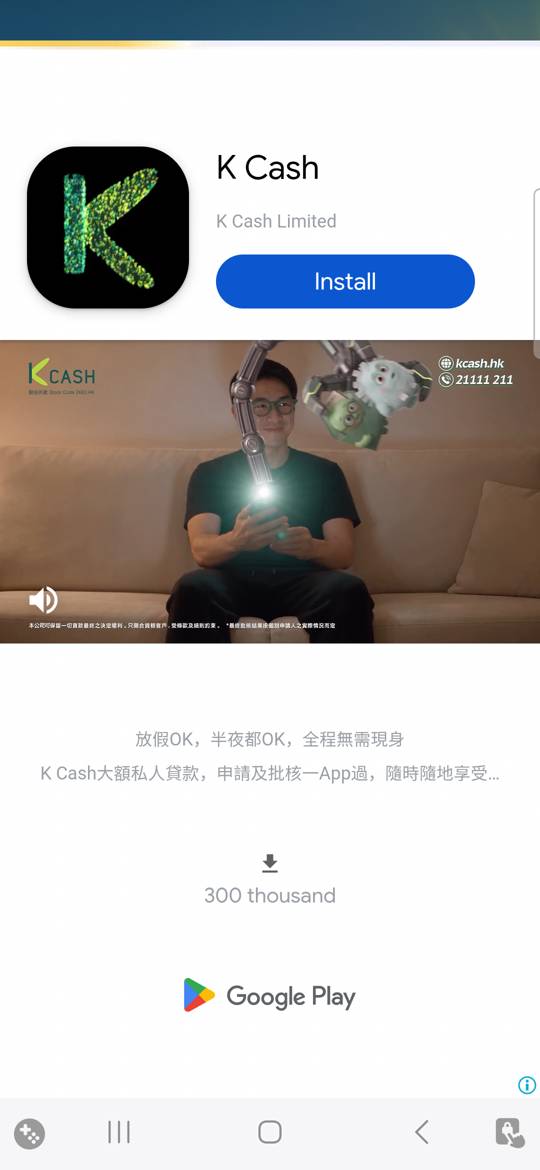 K Cash
K Cash Limited
Install
K CASH
kcash.hk
21111 211
放假OK，半夜都OK，全程無需現身
K Cash大額私人貸款，申請及批核一App過，隨時隨地享受...
300 thousand
Google Play